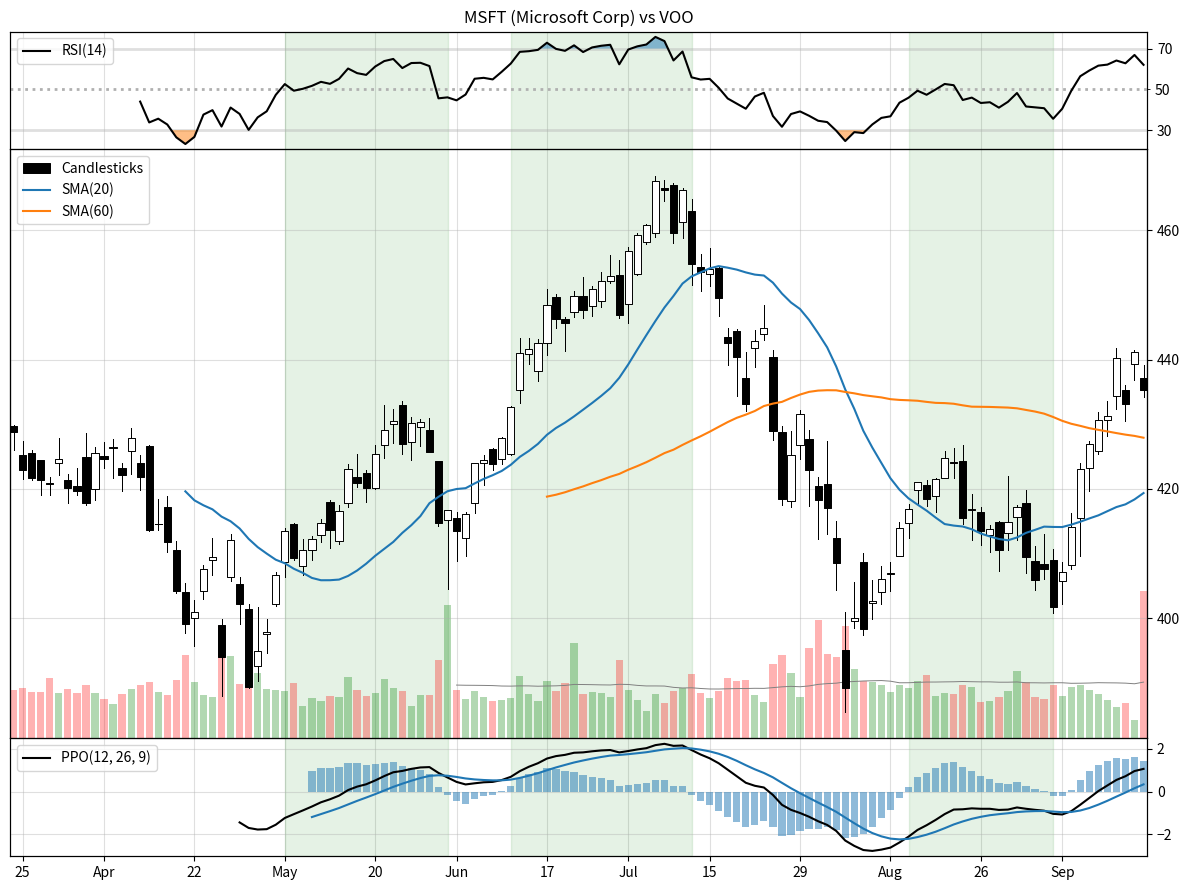 MSFT (Microsoft Corp) vs VOO
RSI(14)
70
50
30
Candlesticks
SMA(20)
SMA(60)
460
440
420
400
PPO(12, 26, 9)
2
0
−2
25 Apr 22 May 20 Jun 17 Jul 15 29 Aug 26 Sep